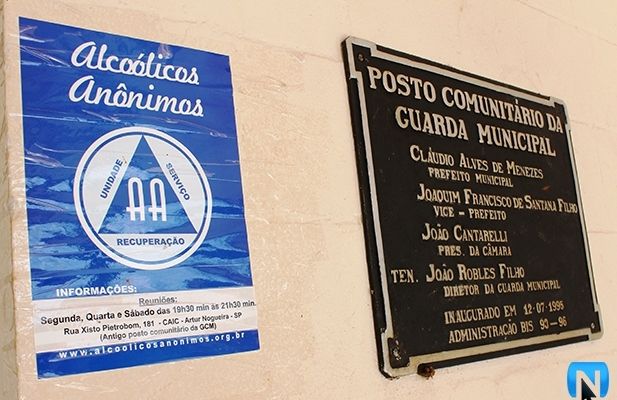 Alcoólicos
Anônimos
UNIDADE
SERVIÇO
AA
RECUPERAÇÃO
INFORMAÇÕES:
Reuniões:
Segunda, Quarta e Sábado das 19h30 min às 21h30 min.
Rua Xisto Pietrobom, 181 - CAIC - Artur Nogueira - SP
(Antigo posto comunitário da GCM)
www.alcoolicosanonimos.org.br
POSTO COMUNITÁRIO DA
GUARDA MUNICIPAL
CLÁUDIO ALVES DE MENEZES
PREFEITO MUNICIPAL
JOAQUIM FRANCISCO DE SANTANA FILHO
VICE - PREFEITO
JOÃO CANTARELLI
PRES. DA CÂMARA
TEN. JOÃO ROBLES FILHO
DIRETOR DA GUARDA MUNICIPAL
INAUGURADO EM 12-07-1996
ADMINISTRAÇÃO BIS 93-96
N